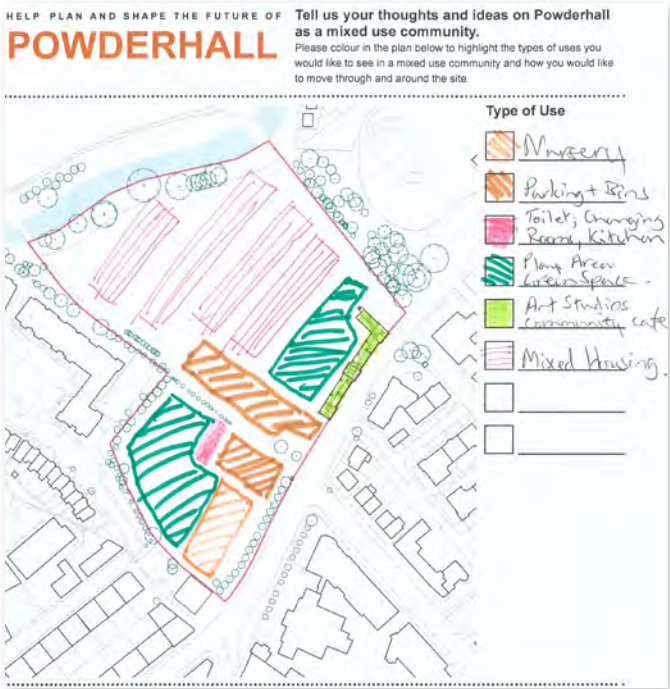 HELP PLAN AND SHAPE THE FUTURE OF
POWDERHALL
Tell us your thoughts and ideas on Powderhall
as a mixed use community.
Please colour in the plan below to highlight the types of uses you
would like to see in a mixed use community and how you would like
to move through and around the site.
Type of Use
Nursery
Parking + Bins
Toilet, Changing
Rooms, Kitchen
Play Area
Green Space.
Art Studios
Community cafe
Mixed Housing.